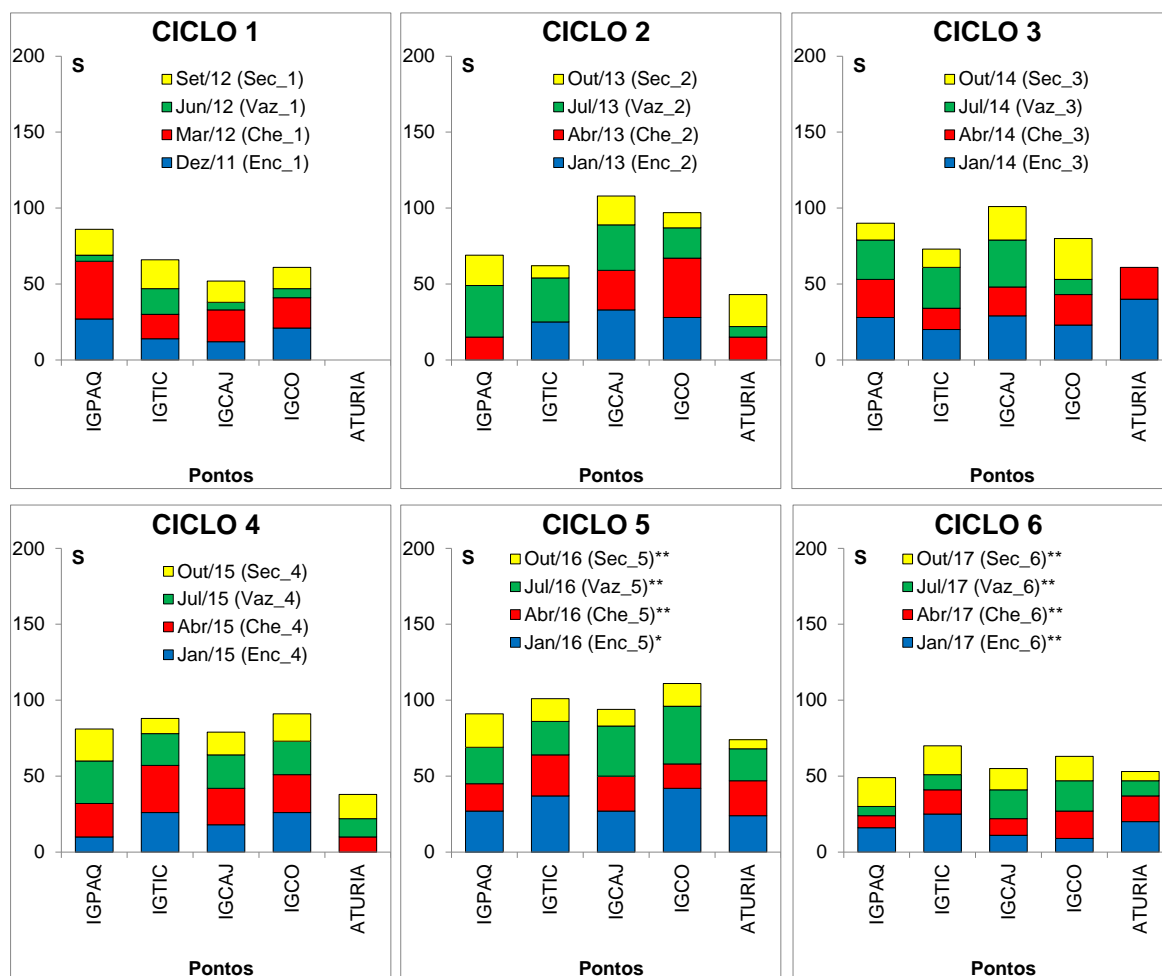 CICLO 1
200
150
100
50
0
S
Set/12 (Sec_1)
Jun/12 (Vaz_1)
Mar/12 (Che_1)
Dez/11 (Enc_1)
IGPAQ
IGTIC
IGCAJ
IGCO
ATURIA
Pontos
CICLO 2
200
150
100
50
0
S
Out/13 (Sec_2)
Jul/13 (Vaz_2)
Abr/13 (Che_2)
Jan/13 (Enc_2)
IGPAQ
IGTIC
IGCAJ
IGCO
ATURIA
Pontos
CICLO 3
200
150
100
50
0
S
Out/14 (Sec_3)
Jul/14 (Vaz_3)
Abr/14 (Che_3)
Jan/14 (Enc_3)
IGPAQ
IGTIC
IGCAJ
IGCO
ATURIA
Pontos
CICLO 4
200
150
100
50
0
S
Out/15 (Sec_4)
Jul/15 (Vaz_4)
Abr/15 (Che_4)
Jan/15 (Enc_4)
IGPAQ
IGTIC
IGCAJ
IGCO
ATURIA
Pontos
CICLO 5
200
150
100
50
0
S
Out/16 (Sec_5)**
Jul/16 (Vaz_5)**
Abr/16 (Che_5)**
Jan/16 (Enc_5)*
IGPAQ
IGTIC
IGCAJ
IGCO
ATURIA
Pontos
CICLO 6
200
150
100
50
0
S
Out/17 (Sec_6)**
Jul/17 (Vaz_6)**
Abr/17 (Che_6)**
Jan/17 (Enc_6)**
IGPAQ
IGTIC
IGCAJ
IGCO
ATURIA
Pontos